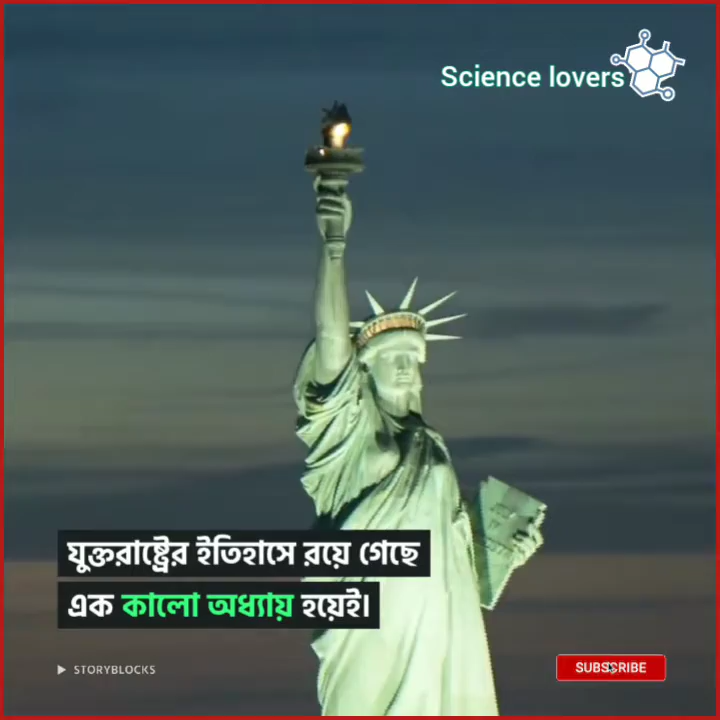 Science lovers
যুক্তরাষ্ট্রের ইতিহাসে রয়ে গেছে
এক কালো অধ্যায় হয়েই।
STORYBLOCKS
SUBSCRIBE